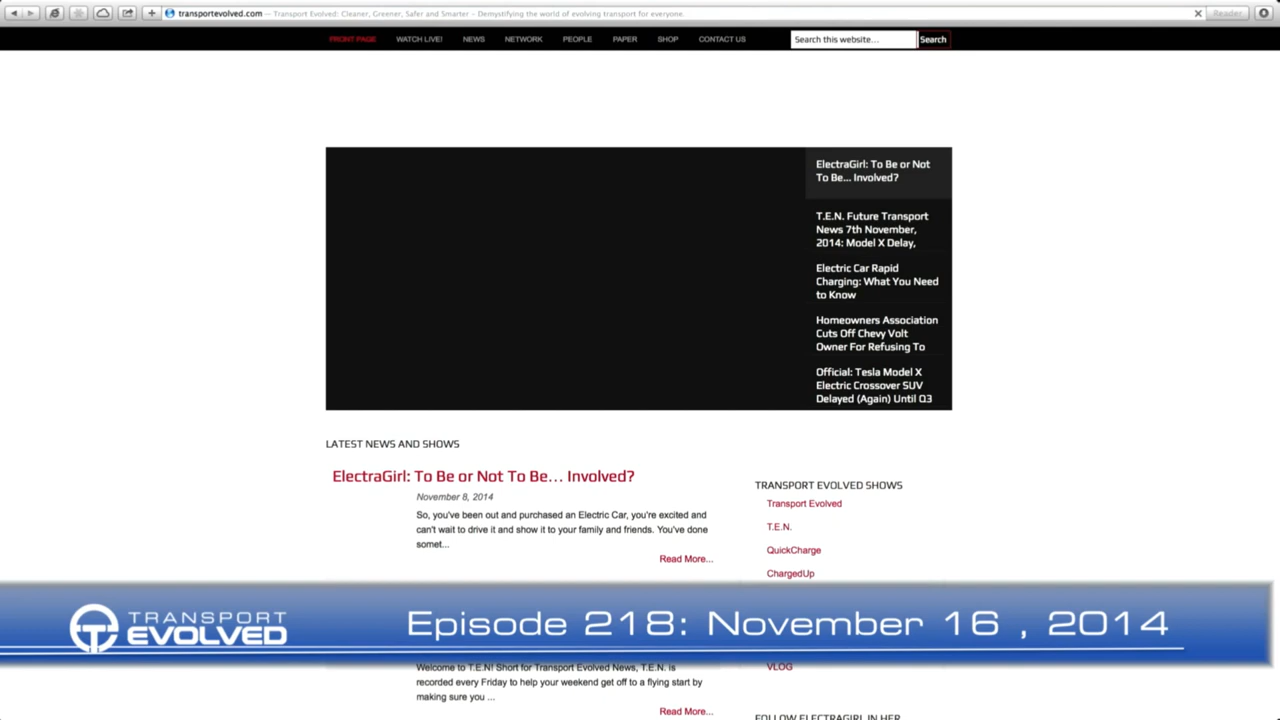 transportevolved.com — Transport Evolved: Cleaner, Greener, Safer and Smarter - Demystifying the world of evolving transport for everyone.
Reader
FRONT PAGE WATCH LIVE! NEWS NETWORK PEOPLE PAPER SHOP CONTACT US
Search this website... Search
ElectraGirl: To Be or Not
To Be... Involved?
T.E.N. Future Transport
News 7th November,
2014: Model X Delay,
Electric Car Rapid
Charging: What You Need
to Know
Homeowners Association
Cuts Off Chevy Volt
Owner For Refusing To
Official: Tesla Model X
Electric Crossover SUV
Delayed (Again) Until Q3
LATEST NEWS AND SHOWS
ElectraGirl: To Be or Not To Be… Involved?
November 8, 2014
So, you've been out and purchased an Electric Car, you're excited and
can't wait to drive it and show it to your family and friends. You've done
somet...
Read More...
TRANSPORT EVOLVED SHOWS
Transport Evolved
T.E.N.
QuickCharge
ChargedUp
TRANSPORT
EVOLVED
Episode 218: November 16 , 2014
VLOG
Welcome to T.E.N! Short for Transport Evolved News, T.E.N. is
recorded every Friday to help your weekend get off to a flying start by
making sure you ...
Read More...
FOLLOW ELECTRAGIRL IN HER